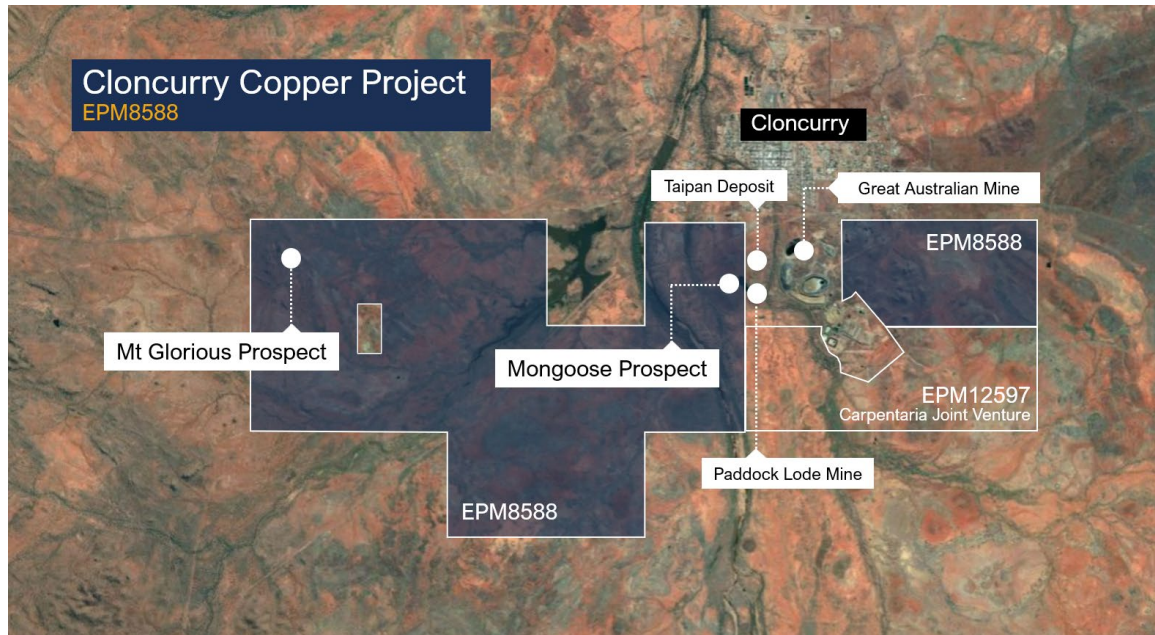 Cloncurry Copper Project
EPM8588
Cloncurry
Taipan Deposit
Great Australian Mine
EPM8588
Mt Glorious Prospect
Mongoose Prospect
EPM12597
Carpentaria Joint Venture
Paddock Lode Mine
EPM8588